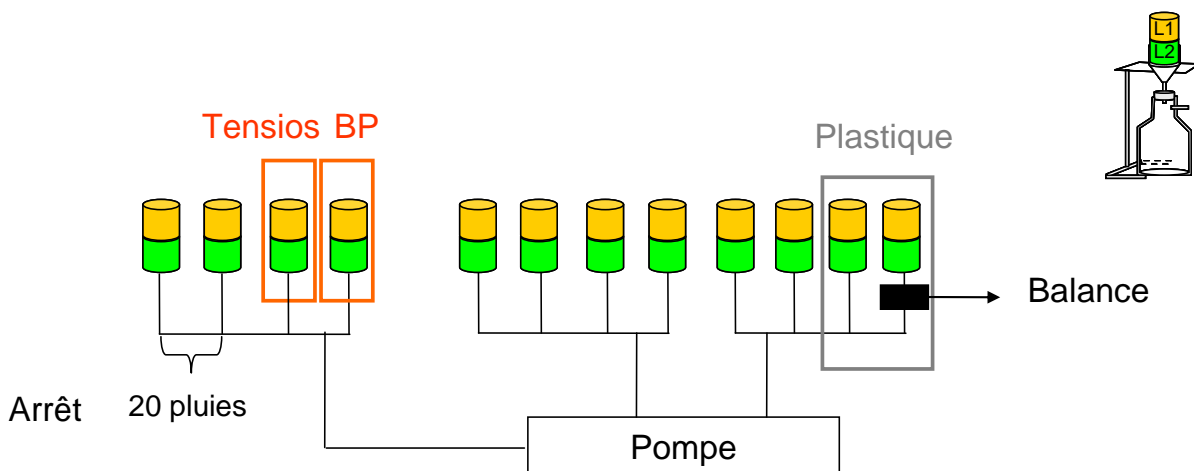 L1
L2
Tensios BP
Plastique
Balance
Arrêt 20 pluies
Pompe